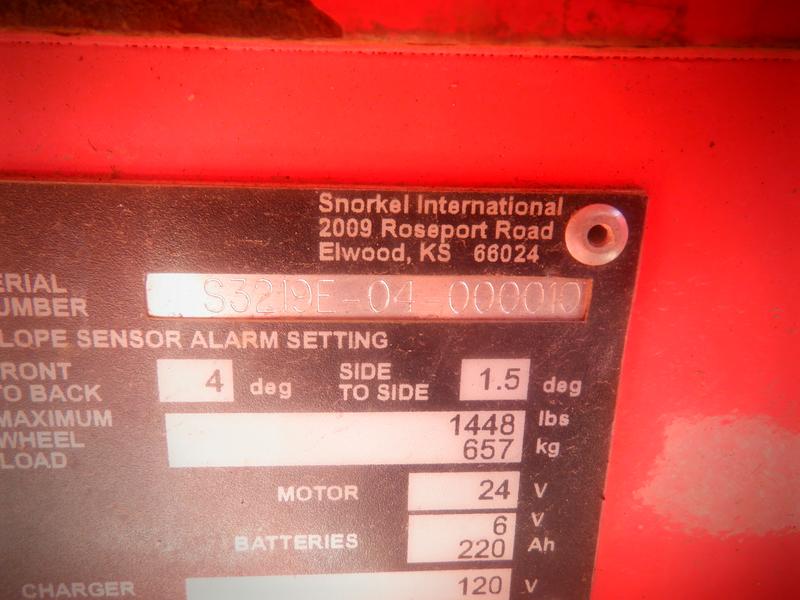 Snorkel International
2009 Roseport Road
Elwood, KS 66024
ERIAL
UMBER S3219E-04-000010
LOPE SENSOR ALARM SETTING
FRONT
TO BACK 4 deg SIDE
TO SIDE 1.5 deg
MAXIMUM
WHEEL
LOAD 1448 lbs
657 kg
MOTOR 24 V
BATTERIES 6 V
220 Ah
CHARGER 120 V